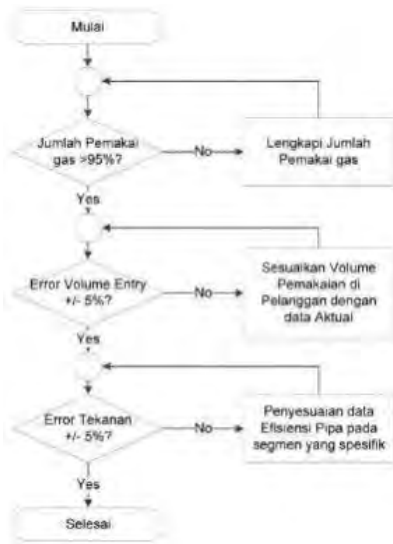 Mulai
Jumlah Pemakai
gas >95%?
No
Lengkapi Jumlah
Pemakai gas
Yes
Error Volume Entry
+/- 5%?
No
Sesuaikan Volume
Pemakaian di
Pelanggan dengan
data Aktual
Yes
Error Tekanan
+/- 5%?
No
Penyesuaian data
Efisiensi Pipa pada
segmen yang spesifik
Yes
Selesai